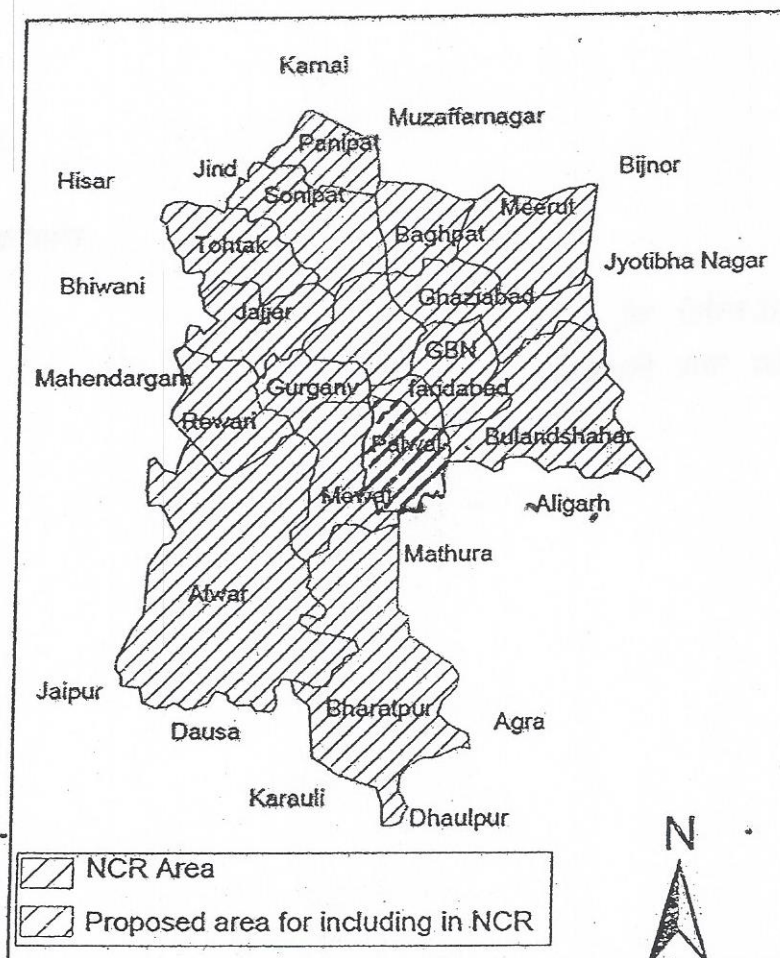 Karnal
Muzaffarnagar
Panipat
Bijnor
Jind
Hisar
Sonipat
Meerut
Baghpat
Tohtak
Jyotibha Nagar
Bhiwani
Ghaziabad
Jajjer
GBN
Mahendargarh
Gurganv
faridabad
Rewari
Palwal
Bulandshahar
Mewat
Aligarh
Mathura
Alwar
Jaipur
Bharatpur
Agra
Dausa
Karauli
Dhaulpur
N
NCR Area
Proposed area for including in NCR